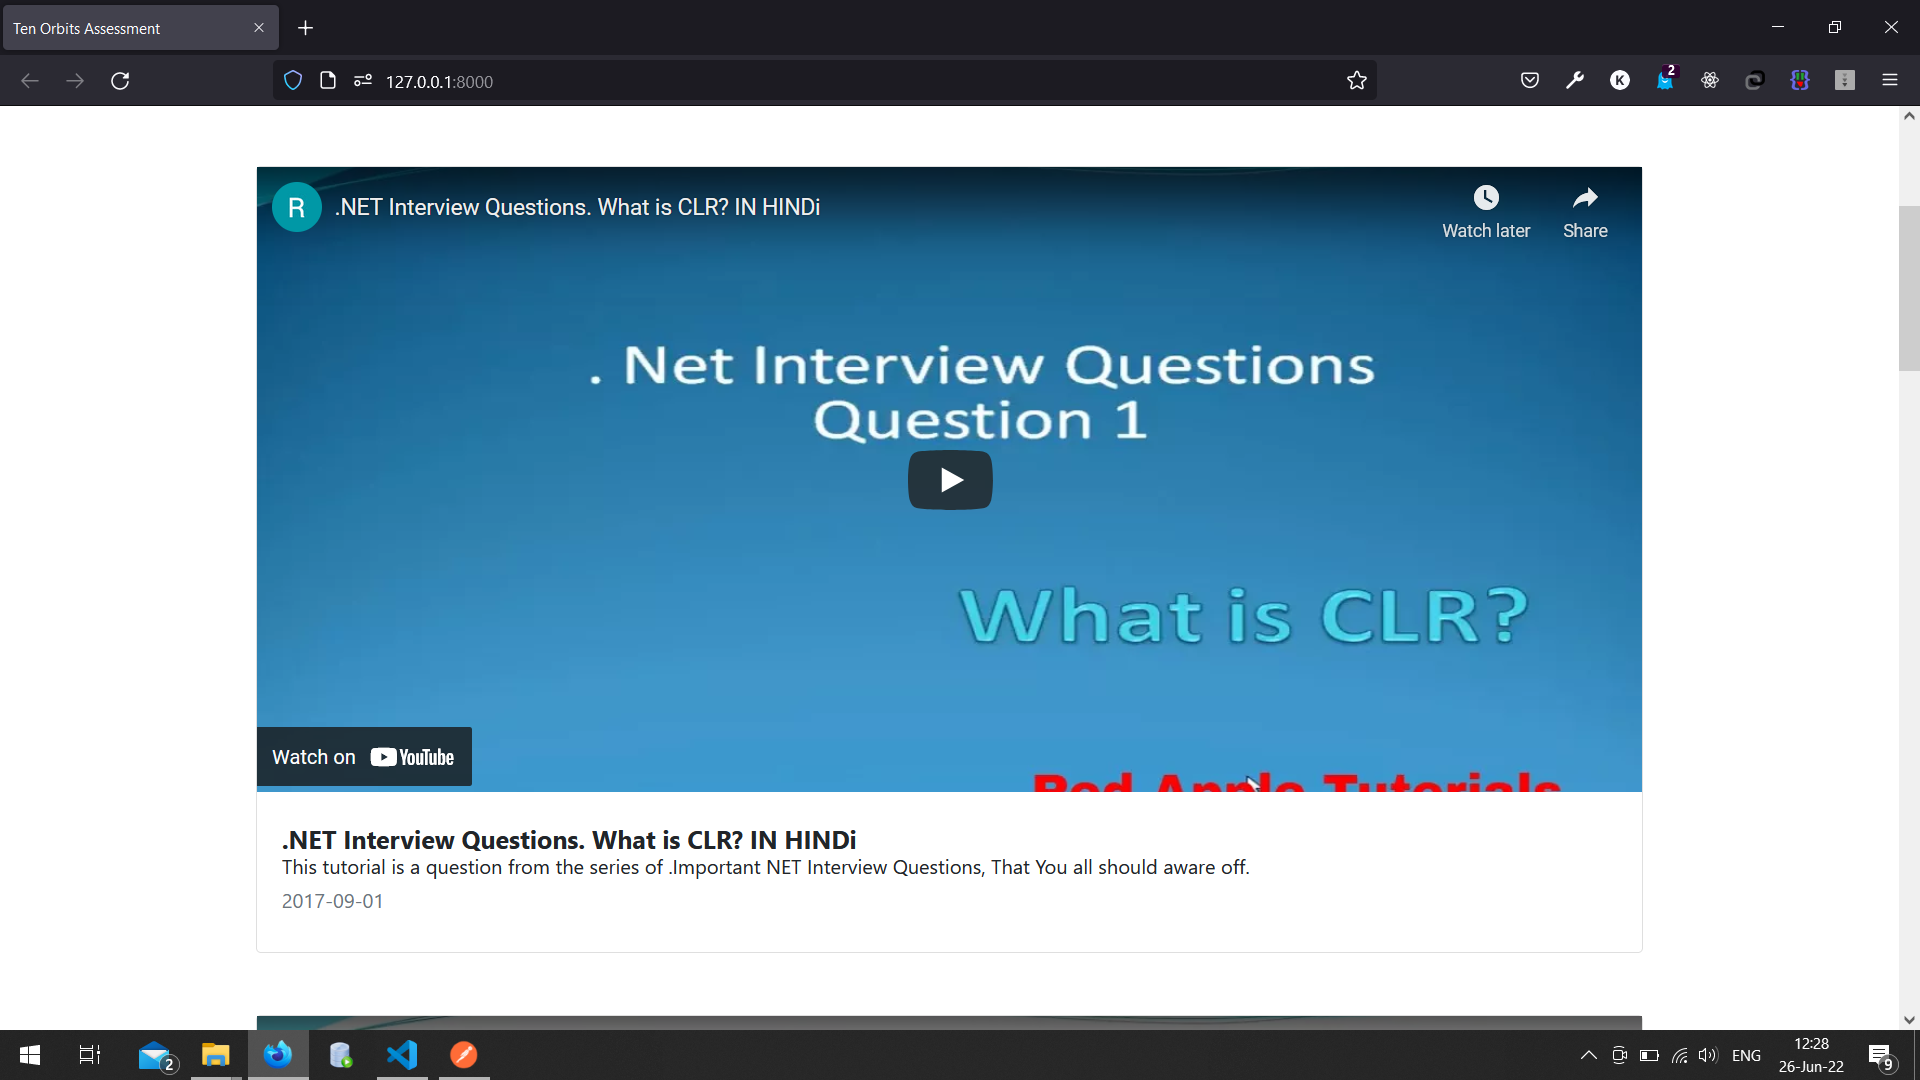 Ten Orbits Assessment
127.0.0.1:8000
K
2
R
.NET Interview Questions. What is CLR? IN HINDi
Watch later
Share
. Net Interview Questions
Question 1
What is CLR?
Red Apple Tutorials
Watch on YouTube
.NET Interview Questions. What is CLR? IN HINDi
This tutorial is a question from the series of .Important NET Interview Questions, That You all should aware off.
2017-09-01
2
ENG
12:28
26-Jun-22
9